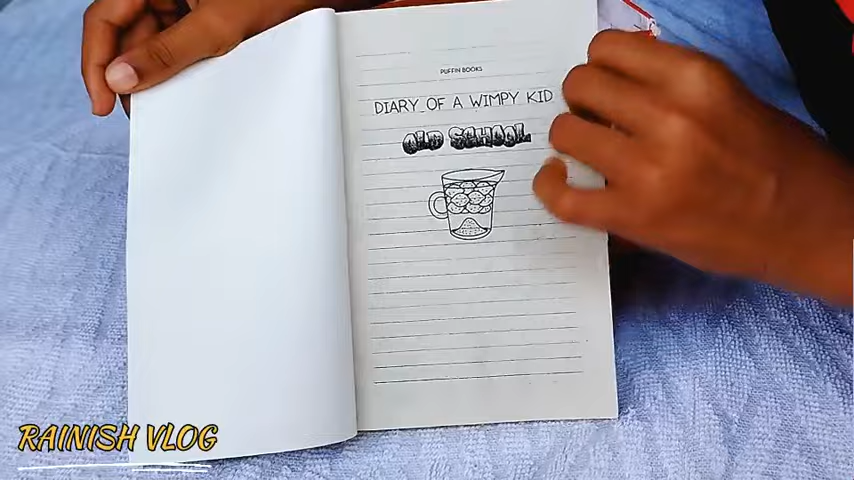 PUFFIN BOOKS
DIARY OF A WIMPY KID
OLD SCHOOL
RAINISH VLOG